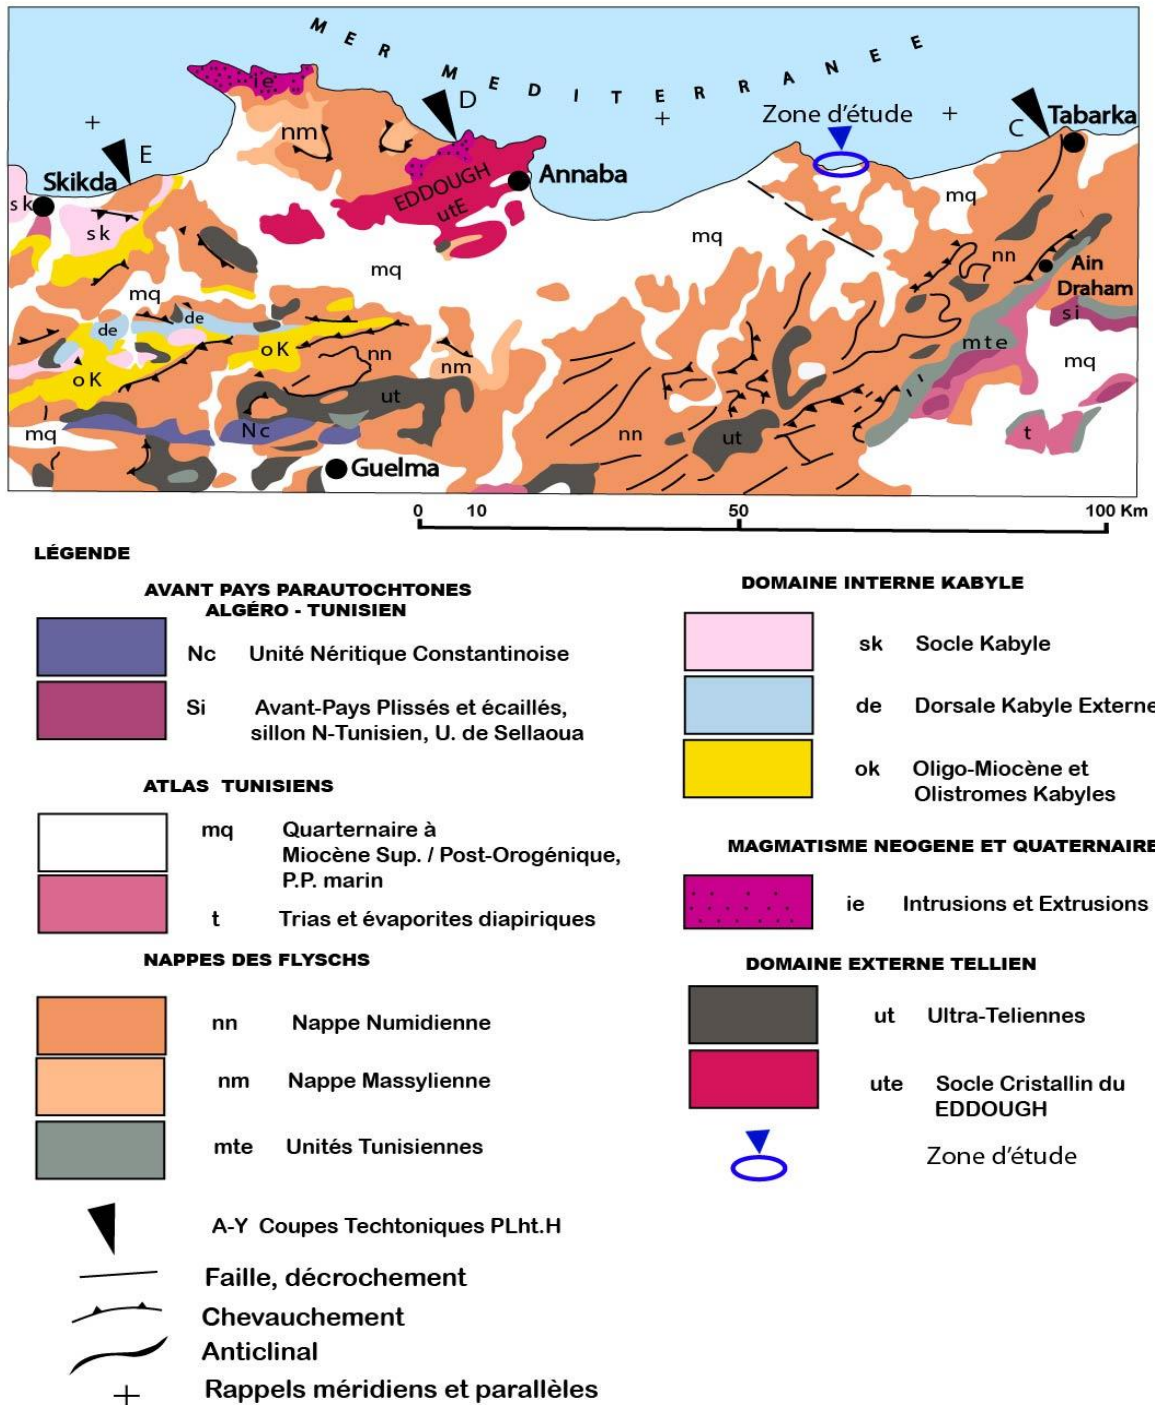 MER MEDITERRANEE
ie
D
nm
Zone d'étude
C
Tabarka
E
Skikda
EDDOUGH
utE
Annaba
sk
sk
mq
mq
mq
nn
Ain
Draham
mq
si
de
de
oK
nn
nm
mte
mq
oK
ut
mq
Nc
nn
ut
t
Guelma
0 10 50 100 Km
LÉGENDE
AVANT PAYS PARAUTOCHTONES
ALGÉRO - TUNISIEN
Nc Unité Néritique Constantinoise
Si Avant-Pays Plissés et écaillés,
sillon N-Tunisien, U. de Sellaoua
ATLAS TUNISIENS
mq Quarternaire à
Miocène Sup. / Post-Orogénique,
P.P. marin
t Trias et évaporites diapiriques
NAPPES DES FLYSCHS
nn Nappe Numidienne
nm Nappe Massylienne
mte Unités Tunisiennes
A-Y Coupes Techtoniques PLht.H
Faille, décrochement
Chevauchement
Anticlinal
Rappels méridiens et parallèles
DOMAINE INTERNE KABYLE
sk Socle Kabyle
de Dorsale Kabyle Externe
ok Oligo-Miocène et
Olistromes Kabyles
MAGMATISME NEOGENE ET QUATERNAIRE
ie Intrusions et Extrusions
DOMAINE EXTERNE TELLIEN
ut Ultra-Teliennes
ute Socle Cristallin du
EDDOUGH
Zone d'étude